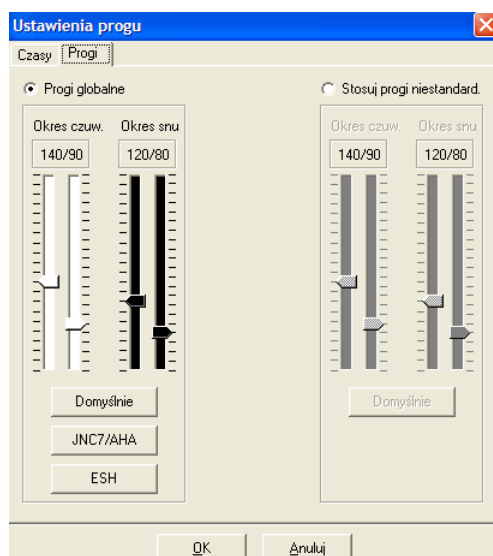 Ustawienia progu
Czasy Progi
Progi globalne Stosuj progi niestandard.
Okres czuw. Okres snu Okres czuw. Okres snu
140/90 120/80 140/90 120/80
Domyślnie Domyślnie
JNC7/AHA
ESH
OK Anuluj